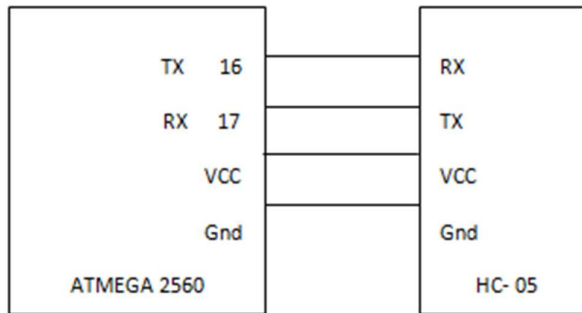 TX 16 RX
RX 17 TX
VCC VCC
Gnd Gnd
ATMEGA 2560 HC- 05